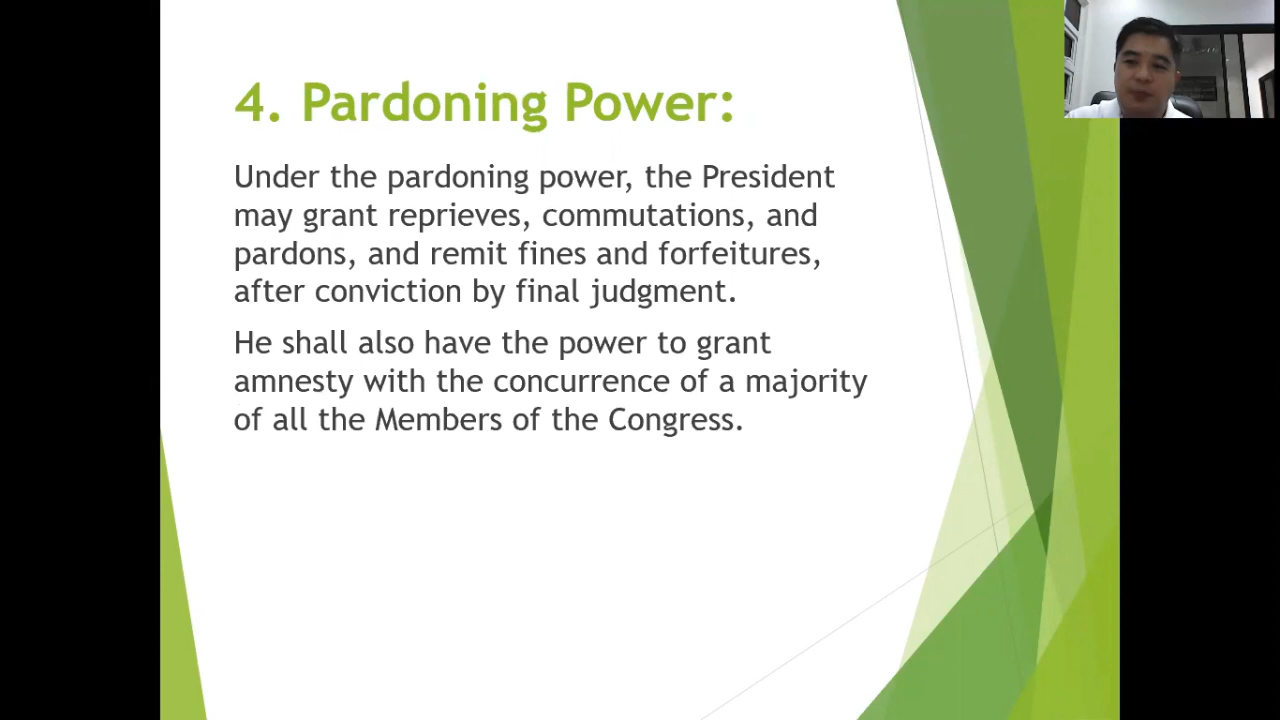 4. Pardoning Power:
Under the pardoning power, the President
may grant reprieves, commutations, and
pardons, and remit fines and forfeitures,
after conviction by final judgment.
He shall also have the power to grant
amnesty with the concurrence of a majority
of all the Members of the Congress.